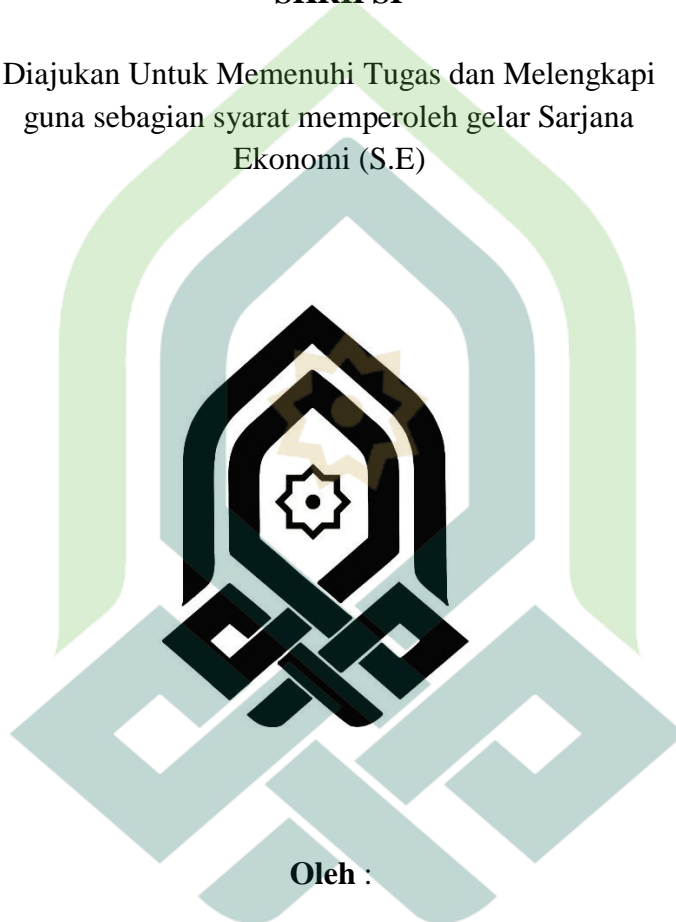 Diajukan Untuk Memenuhi Tugas dan Melengkapi
guna sebagian syarat memperoleh gelar Sarjana
Ekonomi (S.E)
Oleh :